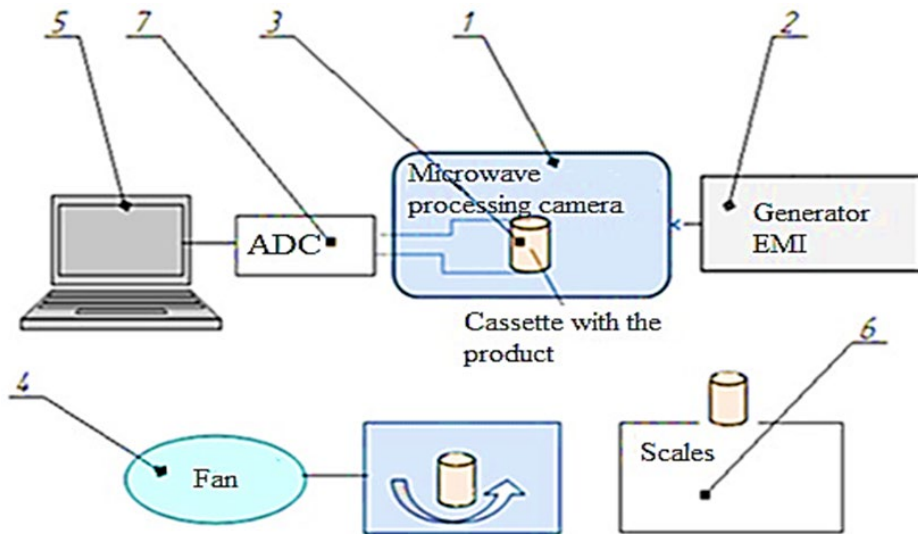 5
7
3
1
2
Microwave
processing camera
ADC
Generator
EMI
Cassette with the
product
6
4
Fan
Scales